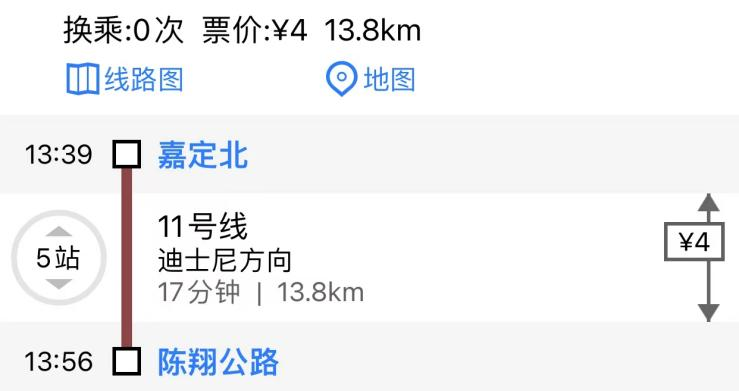 换乘:0次 票价:¥4 13.8km
线路图 地图
13:39 嘉定北
11号线
5站 迪士尼方向 ¥4
17分钟 | 13.8km
13:56 陈翔公路